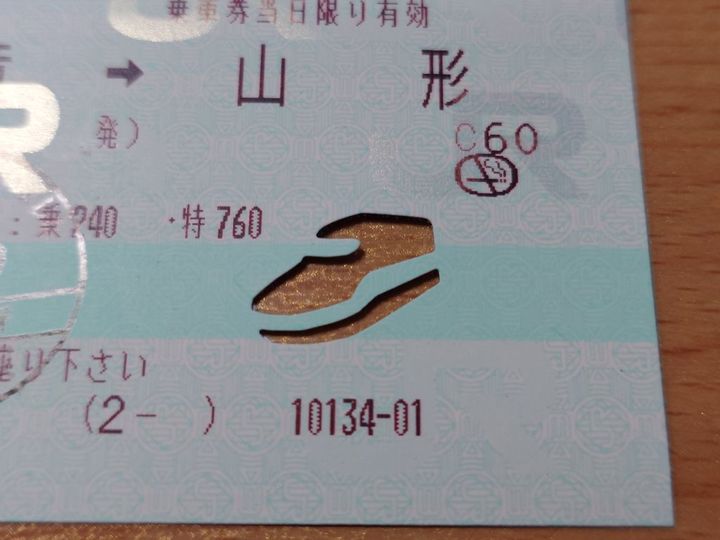 乗車券当日限り有効
➡ 山形
発) C60
:乗240 ・特760
座り下さい
(2- ) 10134-01